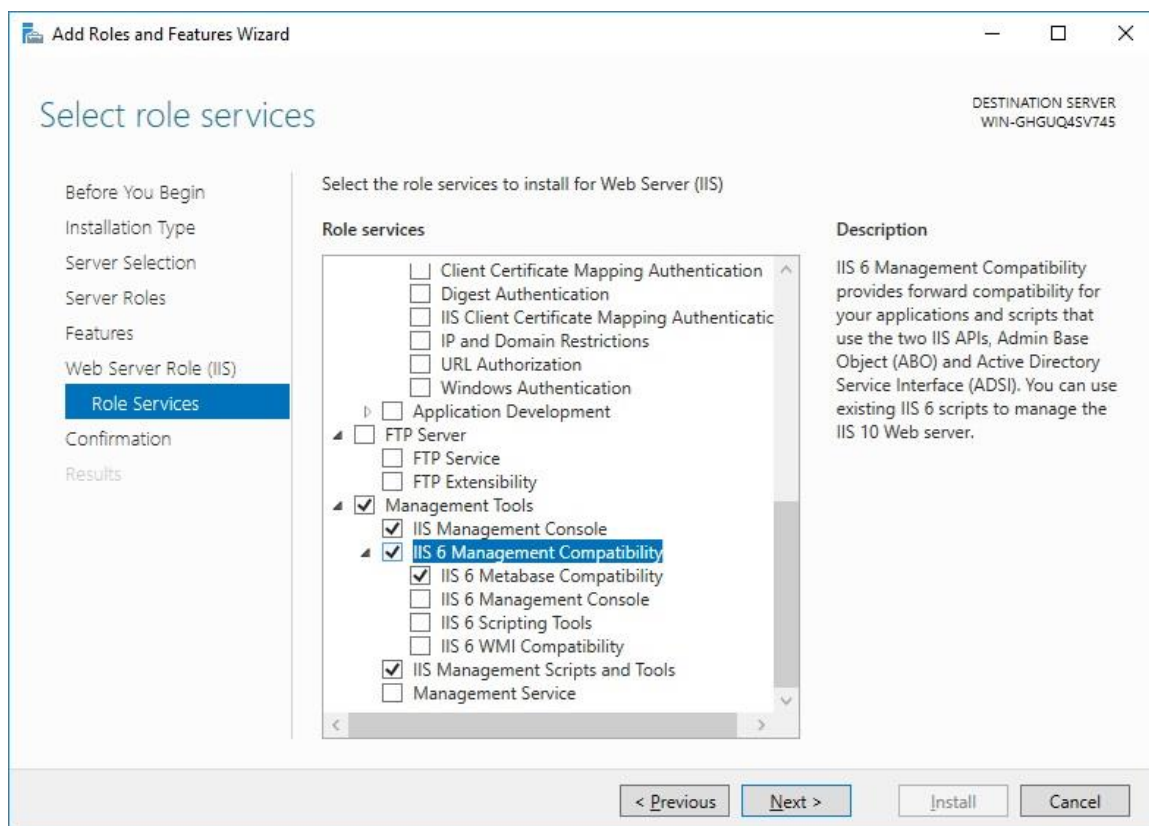 Add Roles and Features Wizard
Select role services
DESTINATION SERVER
WIN-GHGUQ4SV745
Before You Begin
Installation Type
Server Selection
Server Roles
Features
Web Server Role (IIS)
Role Services
Confirmation
Results
Select the role services to install for Web Server (IIS)
Role services
Client Certificate Mapping Authentication
Digest Authentication
IIS Client Certificate Mapping Authenticatic
IP and Domain Restrictions
URL Authorization
Windows Authentication
Application Development
FTP Server
FTP Service
FTP Extensibility
Management Tools
IIS Management Console
IIS 6 Management Compatibility
IIS 6 Metabase Compatibility
IIS 6 Management Console
IIS 6 Scripting Tools
IIS 6 WMI Compatibility
IIS Management Scripts and Tools
Management Service
Description
IIS 6 Management Compatibility
provides forward compatibility for
your applications and scripts that
use the two IIS APIs, Admin Base
Object (ABO) and Active Directory
Service Interface (ADSI). You can use
existing IIS 6 scripts to manage the
IIS 10 Web server.
< Previous
Next >
Install
Cancel